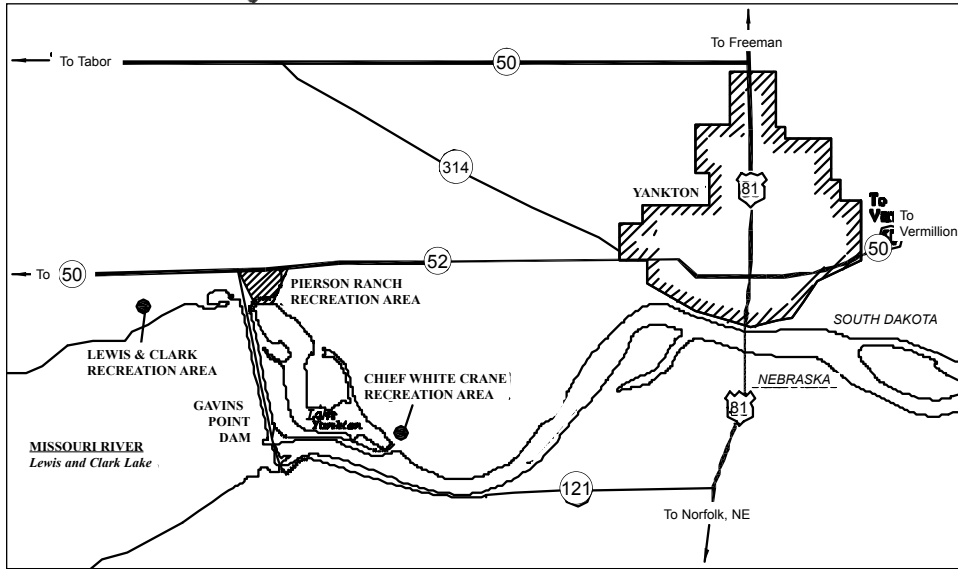 To Freeman
To Tabor
50
314
YANKTON
81
To
To
Vermillion
50
To 50
52
PIERSON RANCH
RECREATION AREA
SOUTH DAKOTA
LEWIS & CLARK
RECREATION AREA
CHIEF WHITE CRANE
RECREATION AREA
NEBRASKA
GAVINS
POINT
DAM
Lake
Yankton
81
MISSOURI RIVER
Lewis and Clark Lake
121
To Norfolk, NE